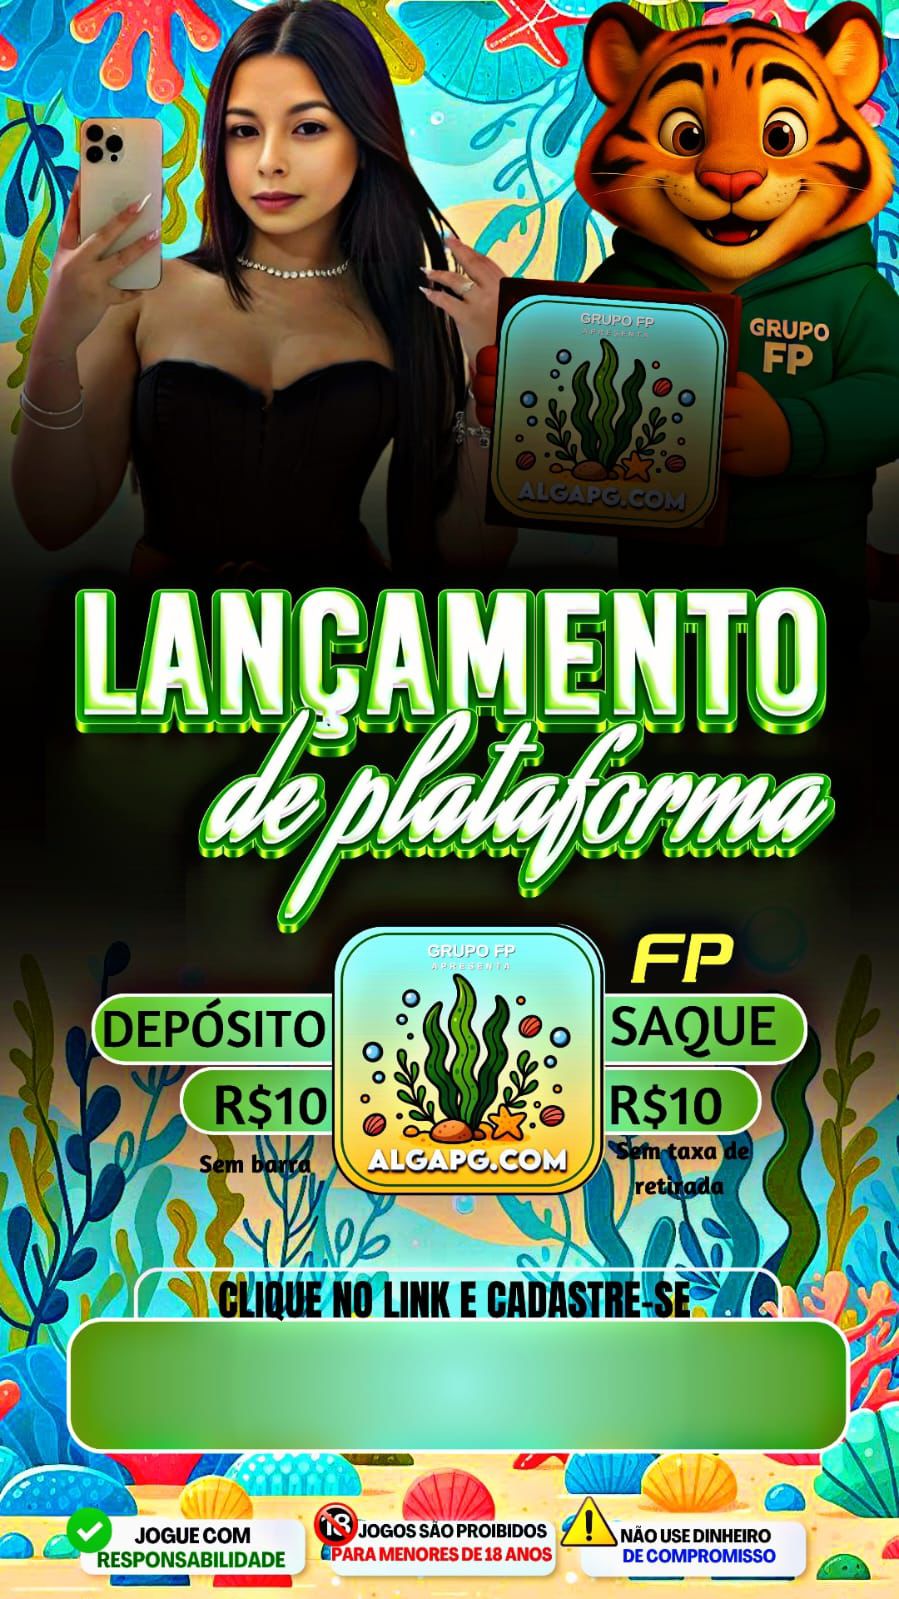 GRUPO FP
APRESENTA
ALGAPG.COM
GRUPO
FP
LANÇAMENTO
de plataforma
GRUPO FP
APRESENTA
ALGAPG.COM
FP
DEPÓSITO
R$10
Sem barra
SAQUE
R$10
Sem taxa de
retirada
CLIQUE NO LINK E CADASTRE-SE
JOGUE COM
RESPONSABILIDADE
18
JOGOS SÃO PROIBIDOS
PARA MENORES DE 18 ANOS
!
NÃO USE DINHEIRO
DE COMPROMISSO